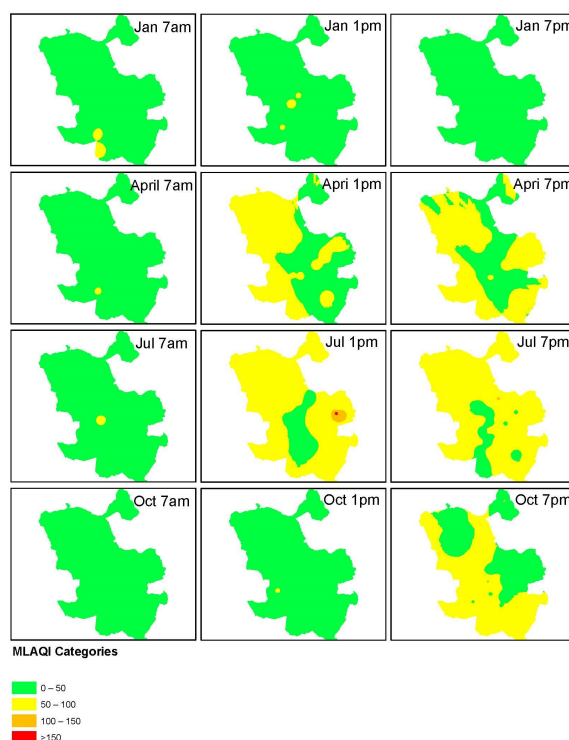 Jan 7am
Jan 1pm
Jan 7pm
April 7am
Apri 1pm
Apri 7pm
Jul 7am
Jul 1pm
Jul 7pm
Oct 7am
Oct 1pm
Oct 7pm
MLAQI Categories
0 – 50
50 – 100
100 – 150
>150